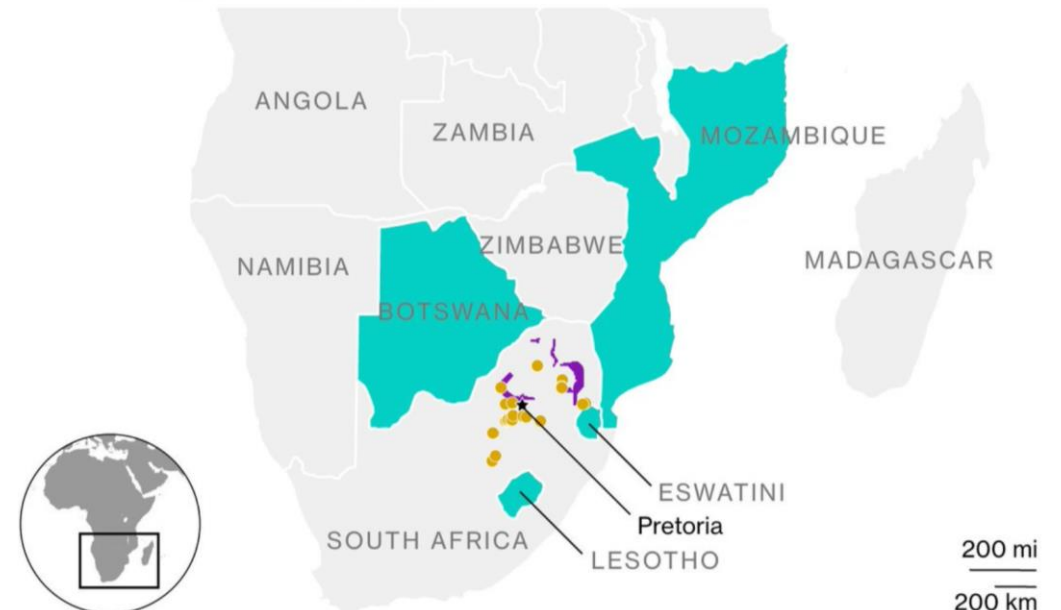 ANGOLA
ZAMBIA
MOZAMBIQUE
ZIMBABWE
NAMIBIA
MADAGASCAR
BOTSWANA
ESWATINI
Pretoria
SOUTH AFRICA
LESOTHO
200 mi
200 km